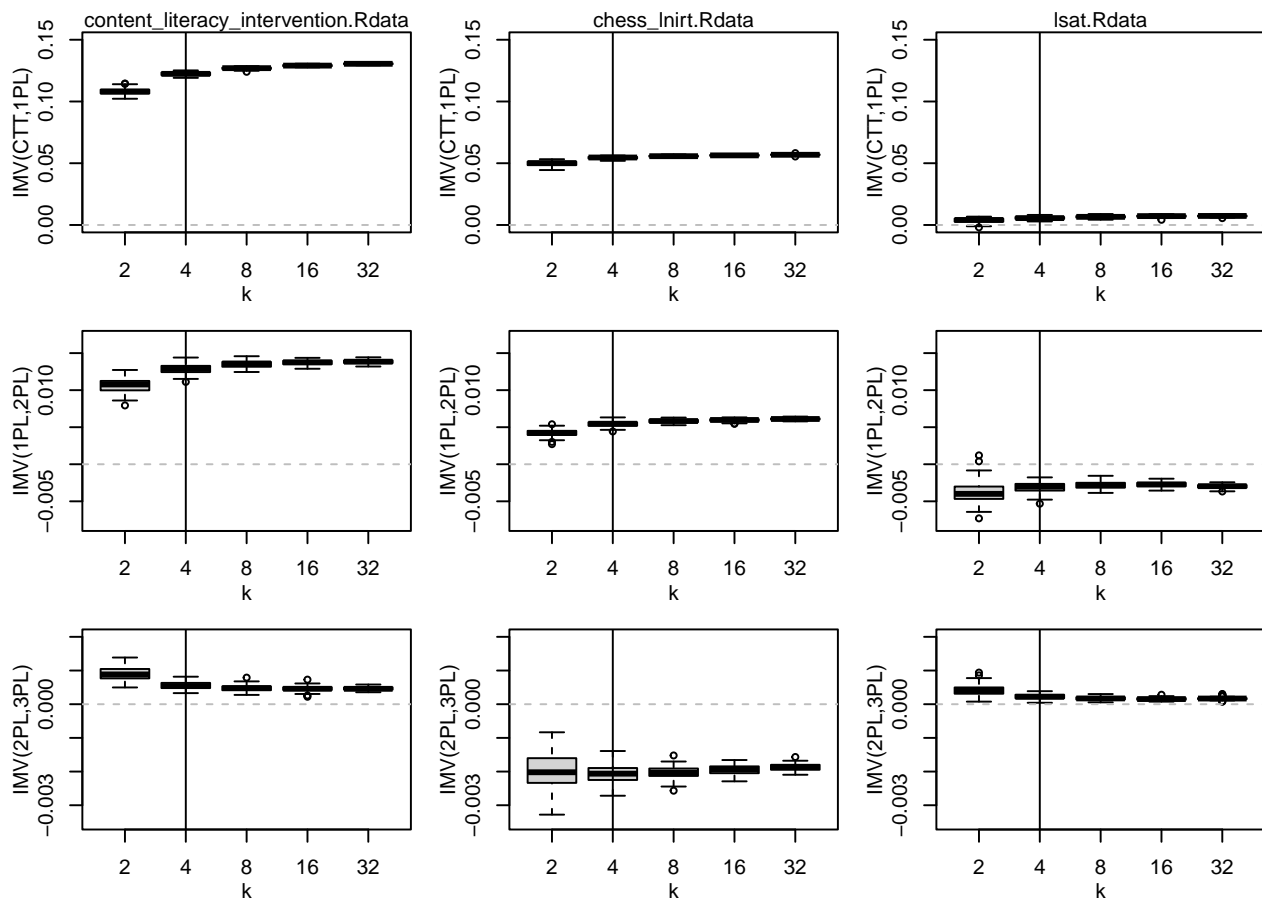 content_literacy_intervention.Rdata
chess_lnirt.Rdata
lsat.Rdata
IMV(CTT,1PL)
0.00 0.05 0.10 0.15
2 4 8 16 32
k
IMV(CTT,1PL)
0.00 0.05 0.10 0.15
2 4 8 16 32
k
IMV(CTT,1PL)
0.00 0.05 0.10 0.15
2 4 8 16 32
k
IMV(1PL,2PL)
−0.005 0.010
2 4 8 16 32
k
IMV(1PL,2PL)
−0.005 0.010
2 4 8 16 32
k
IMV(1PL,2PL)
−0.005 0.010
2 4 8 16 32
k
IMV(2PL,3PL)
−0.003 0.000
2 4 8 16 32
k
IMV(2PL,3PL)
−0.003 0.000
2 4 8 16 32
k
IMV(2PL,3PL)
−0.003 0.000
2 4 8 16 32
k